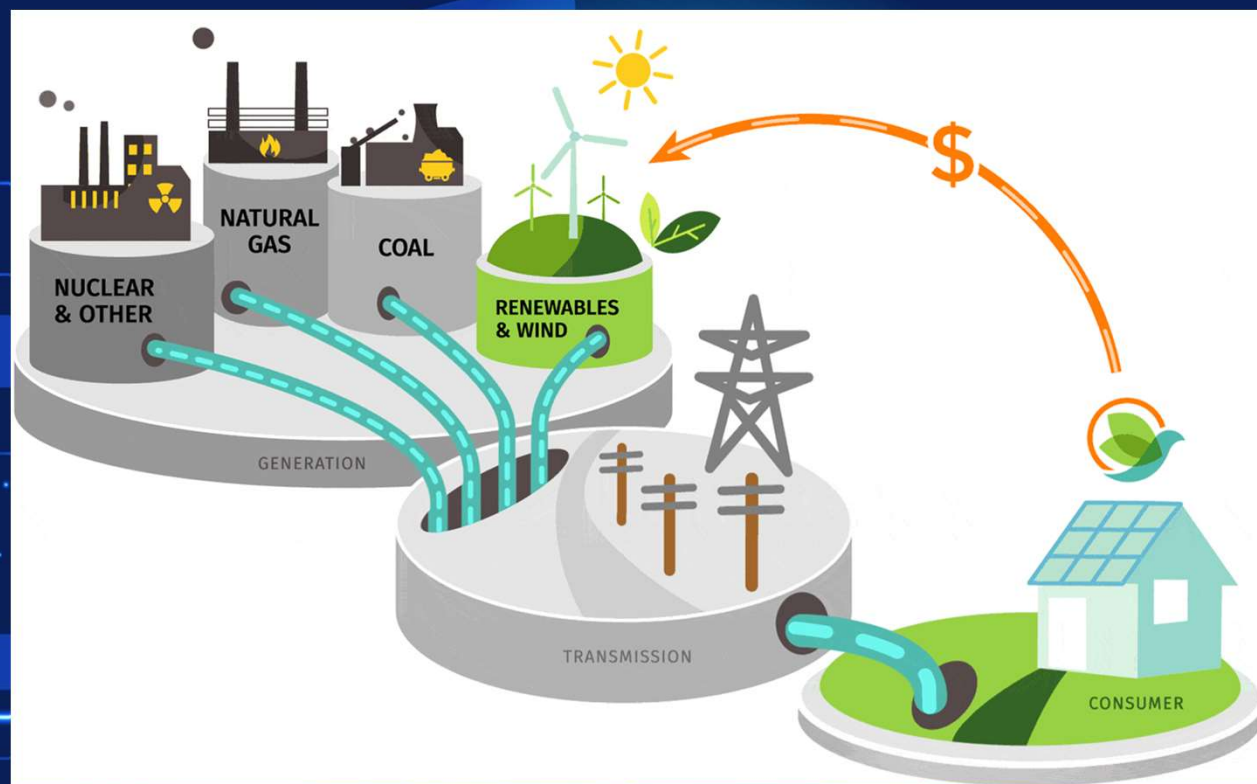 NATURAL
GAS
COAL
NUCLEAR
& OTHER
RENEWABLES
& WIND
$
GENERATION
TRANSMISSION
CONSUMER